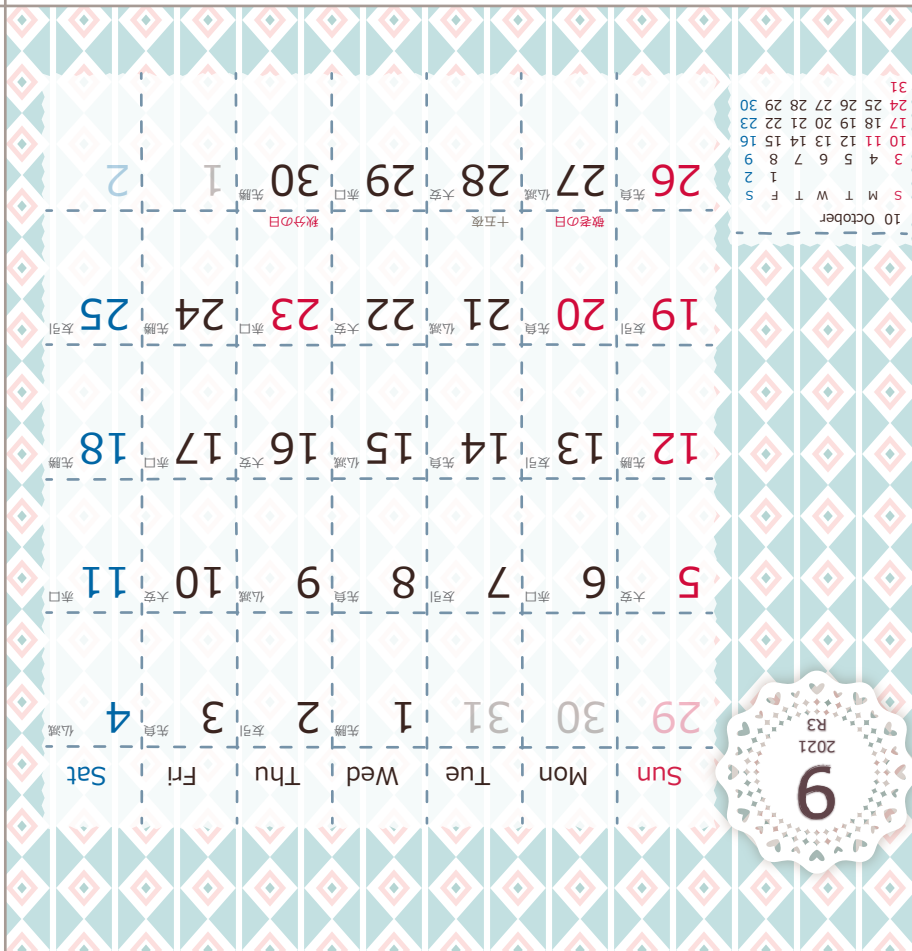 9
2021
R3
Sun Mon Tue Wed Thu Fri Sat
29 30 31 1 先勝 2 友引 3 先負 4 仏滅
5 大安 6 赤口 7 友引 8 先負 9 仏滅 10 大安 11 赤口
12 先勝 13 友引 14 先負 15 仏滅 16 大安 17 赤口 18 先勝
19 友引 20 先負 21 仏滅 22 大安 23 赤口 24 先勝 25 友引
敬老の日 十五夜 秋分の日
26 先負 27 仏滅 28 大安 29 赤口 30 先勝 1 2
10 October
S M T W T F S
1 2
3 4 5 6 7 8 9
10 11 12 13 14 15 16
17 18 19 20 21 22 23
24 25 26 27 28 29 30
31